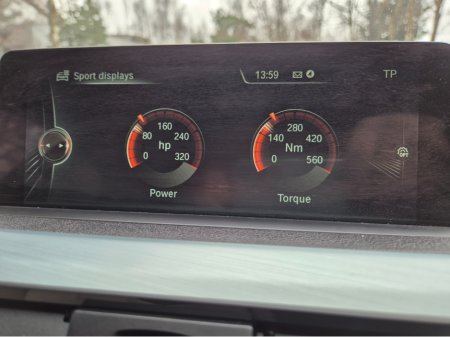 Sport displays
13:59
TP
160
80
240
hp
0
320
Power
280
140
420
Nm
0
560
Torque